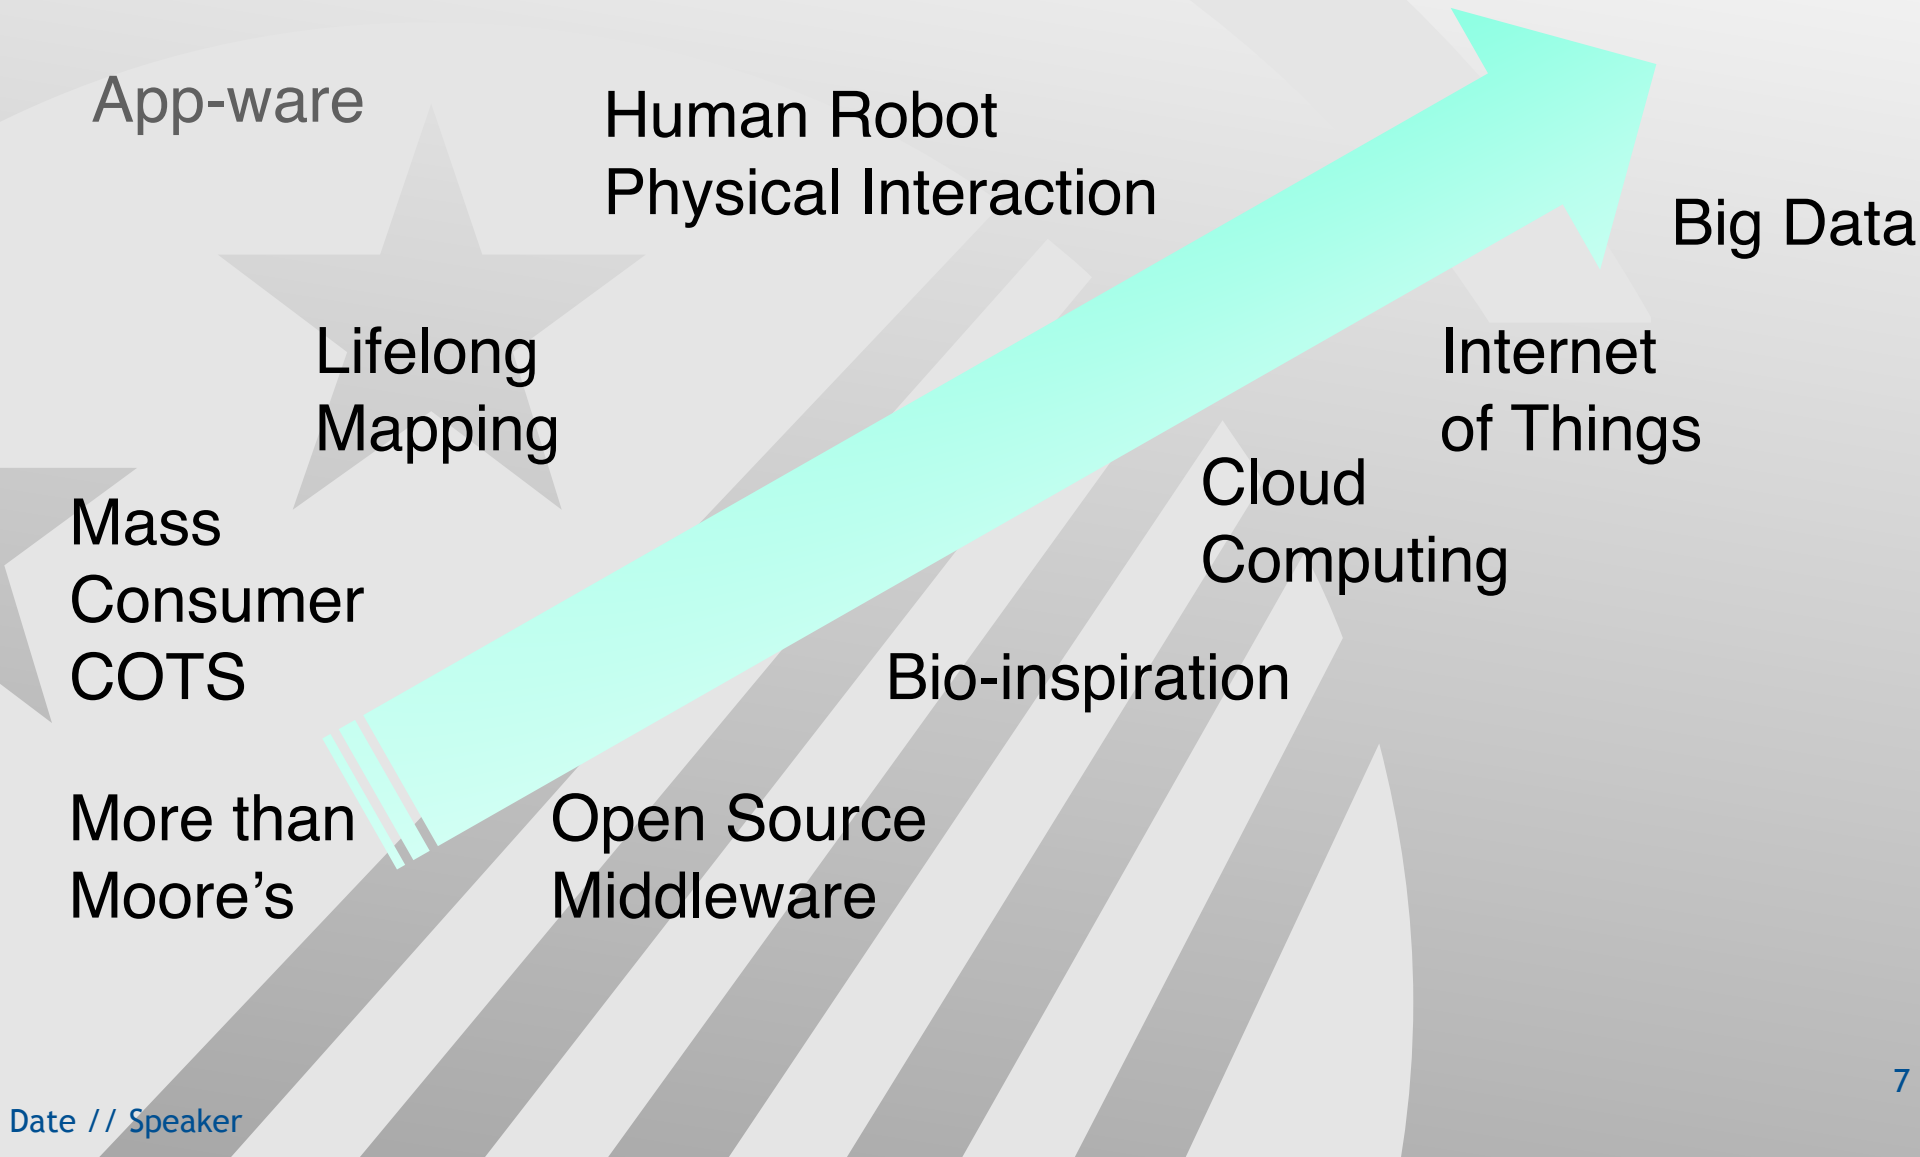 App-ware
Human Robot
Physical Interaction
Big Data
Lifelong
Mapping
Internet
of Things
Cloud
Computing
Mass
Consumer
COTS
Bio-inspiration
More than
Moore’s
Open Source
Middleware
7
Date // Speaker